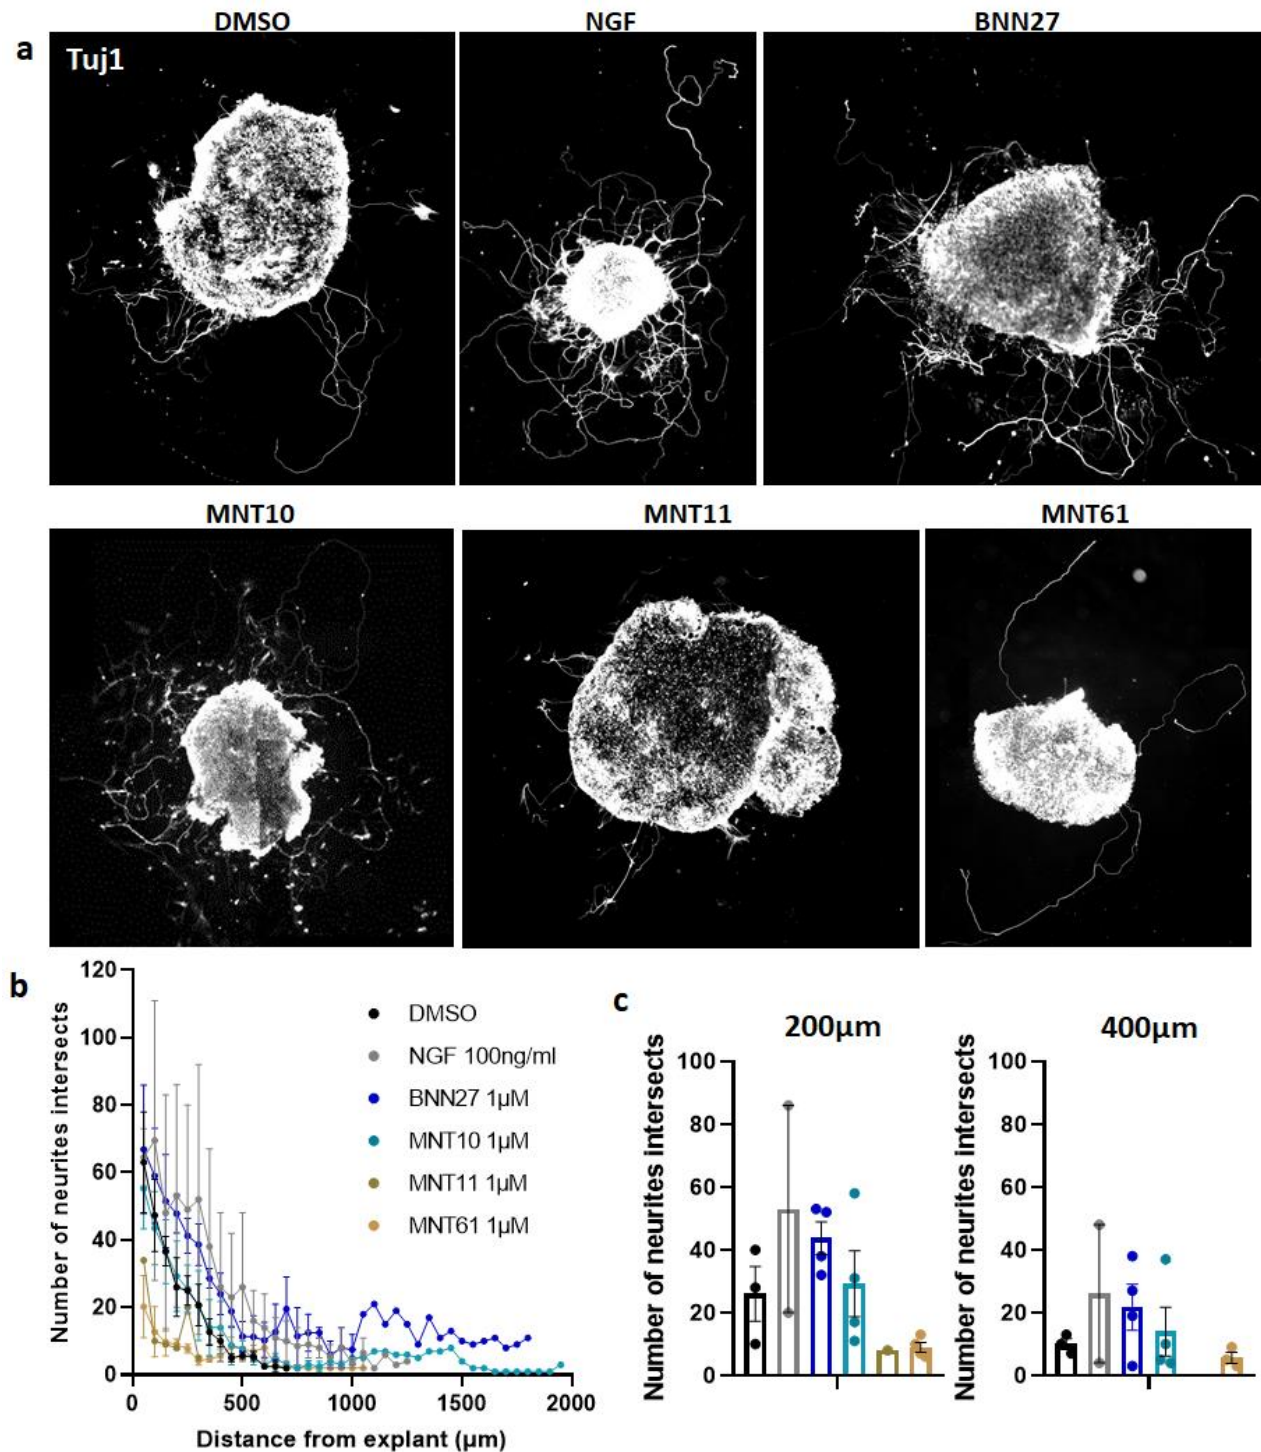 DMSO NGF BNN27
a
Tuj1
MNT10 MNT11 MNT61
b
Number of neurites intersects
120
100
80
60
40
20
0
0 500 1000 1500 2000
Distance from explant (µm)
DMSO
NGF 100ng/ml
BNN27 1µM
MNT10 1µM
MNT11 1µM
MNT61 1µM
c
200µm
Number of neurites intersects
100
80
60
40
20
0
400µm
Number of neurites intersects
100
80
60
40
20
0